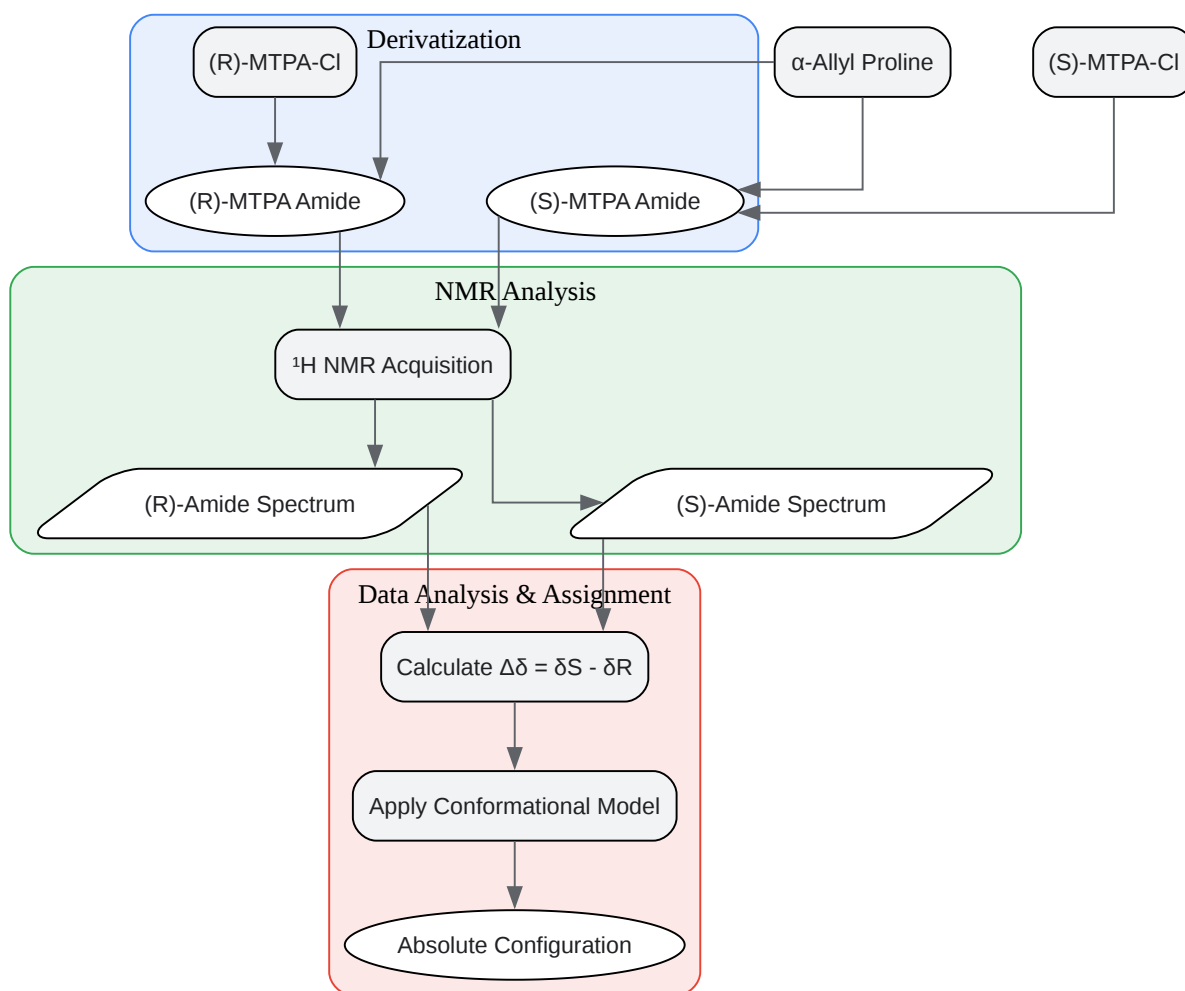 Derivatization
(R)-MTPA-Cl
α-Allyl Proline
(S)-MTPA-Cl
(R)-MTPA Amide
(S)-MTPA Amide
NMR Analysis
¹H NMR Acquisition
(R)-Amide Spectrum
(S)-Amide Spectrum
Data Analysis & Assignment
Calculate Δδ = δS - δR
Apply Conformational Model
Absolute Configuration